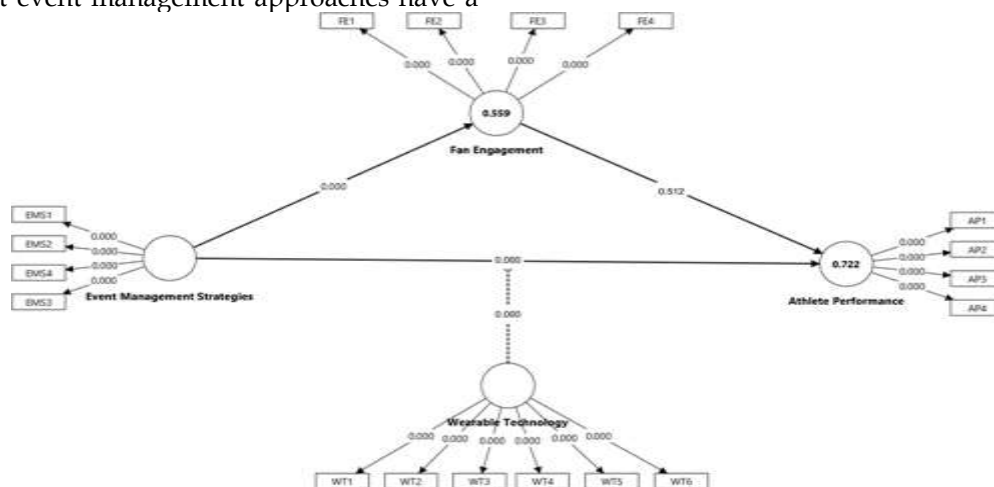 t event management approaches have a
FE1 FE2 FE3 FE4
0.000 0.000 0.000 0.000
0.559
Fan Engagement
0.000 0.512
EMS1
EMS2
EMS4
EMS3
0.000
0.000
0.000
0.000
Event Management Strategies
0.000
0.722
Athlete Performance
0.000
0.000
0.000
0.000
AP1
AP2
AP3
AP4
0.000
Wearable Technology
0.000 0.000 0.000 0.000 0.000 0.000
WT1 WT2 WT3 WT4 WT5 WT6